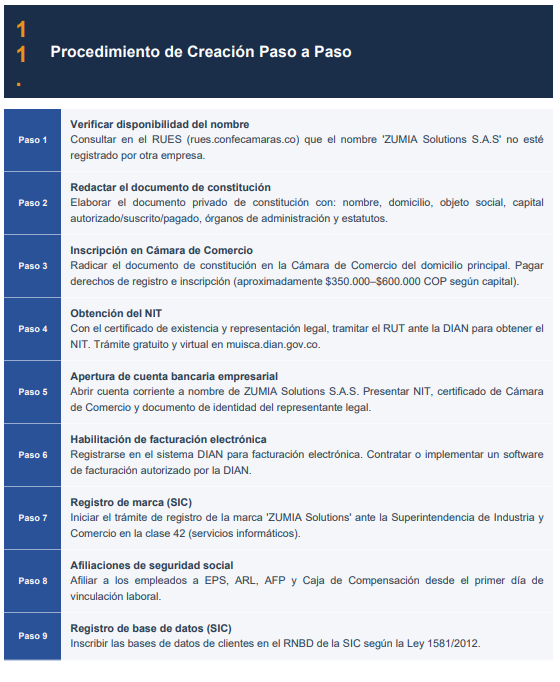 1
1
.
Procedimiento de Creación Paso a Paso
Paso 1
Verificar disponibilidad del nombre
Consultar en el RUES (rues.confecamaras.co) que el nombre 'ZUMIA Solutions S.A.S' no esté
registrado por otra empresa.
Paso 2
Redactar el documento de constitución
Elaborar el documento privado de constitución con: nombre, domicilio, objeto social, capital
autorizado/suscrito/pagado, órganos de administración y estatutos.
Paso 3
Inscripción en Cámara de Comercio
Radicar el documento de constitución en la Cámara de Comercio del domicilio principal. Pagar
derechos de registro e inscripción (aproximadamente $350.000–$600.000 COP según capital).
Paso 4
Obtención del NIT
Con el certificado de existencia y representación legal, tramitar el RUT ante la DIAN para obtener el
NIT. Trámite gratuito y virtual en muisca.dian.gov.co.
Paso 5
Apertura de cuenta bancaria empresarial
Abrir cuenta corriente a nombre de ZUMIA Solutions S.A.S. Presentar NIT, certificado de Cámara
de Comercio y documento de identidad del representante legal.
Paso 6
Habilitación de facturación electrónica
Registrarse en el sistema DIAN para facturación electrónica. Contratar o implementar un software
de facturación autorizado por la DIAN.
Paso 7
Registro de marca (SIC)
Iniciar el trámite de registro de la marca 'ZUMIA Solutions' ante la Superintendencia de Industria y
Comercio en la clase 42 (servicios informáticos).
Paso 8
Afiliaciones de seguridad social
Afiliar a los empleados a EPS, ARL, AFP y Caja de Compensación desde el primer día de
vinculación laboral.
Paso 9
Registro de base de datos (SIC)
Inscribir las bases de datos de clientes en el RNBD de la SIC según la Ley 1581/2012.